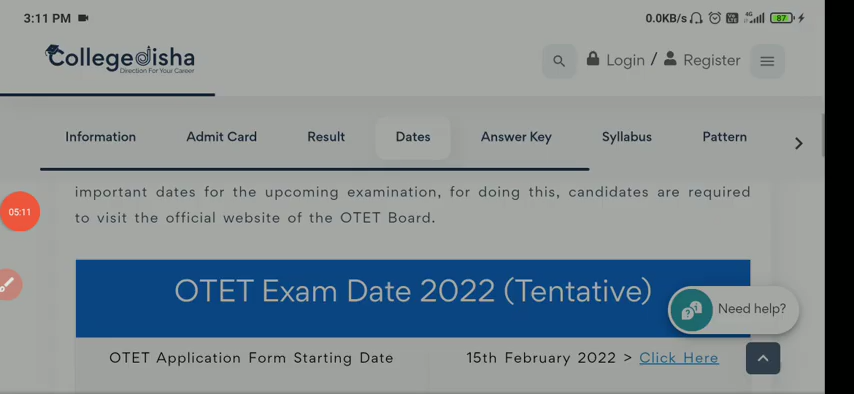 3:11 PM
0.0KB/s 4G 87
Collegedisha
Direction For Your Career
Login / Register
Information Admit Card Result Dates Answer Key Syllabus Pattern
important dates for the upcoming examination, for doing this, candidates are required
05:11
to visit the official website of the OTET Board.
OTET Exam Date 2022 (Tentative)
Need help?
OTET Application Form Starting Date 15th February 2022 > Click Here